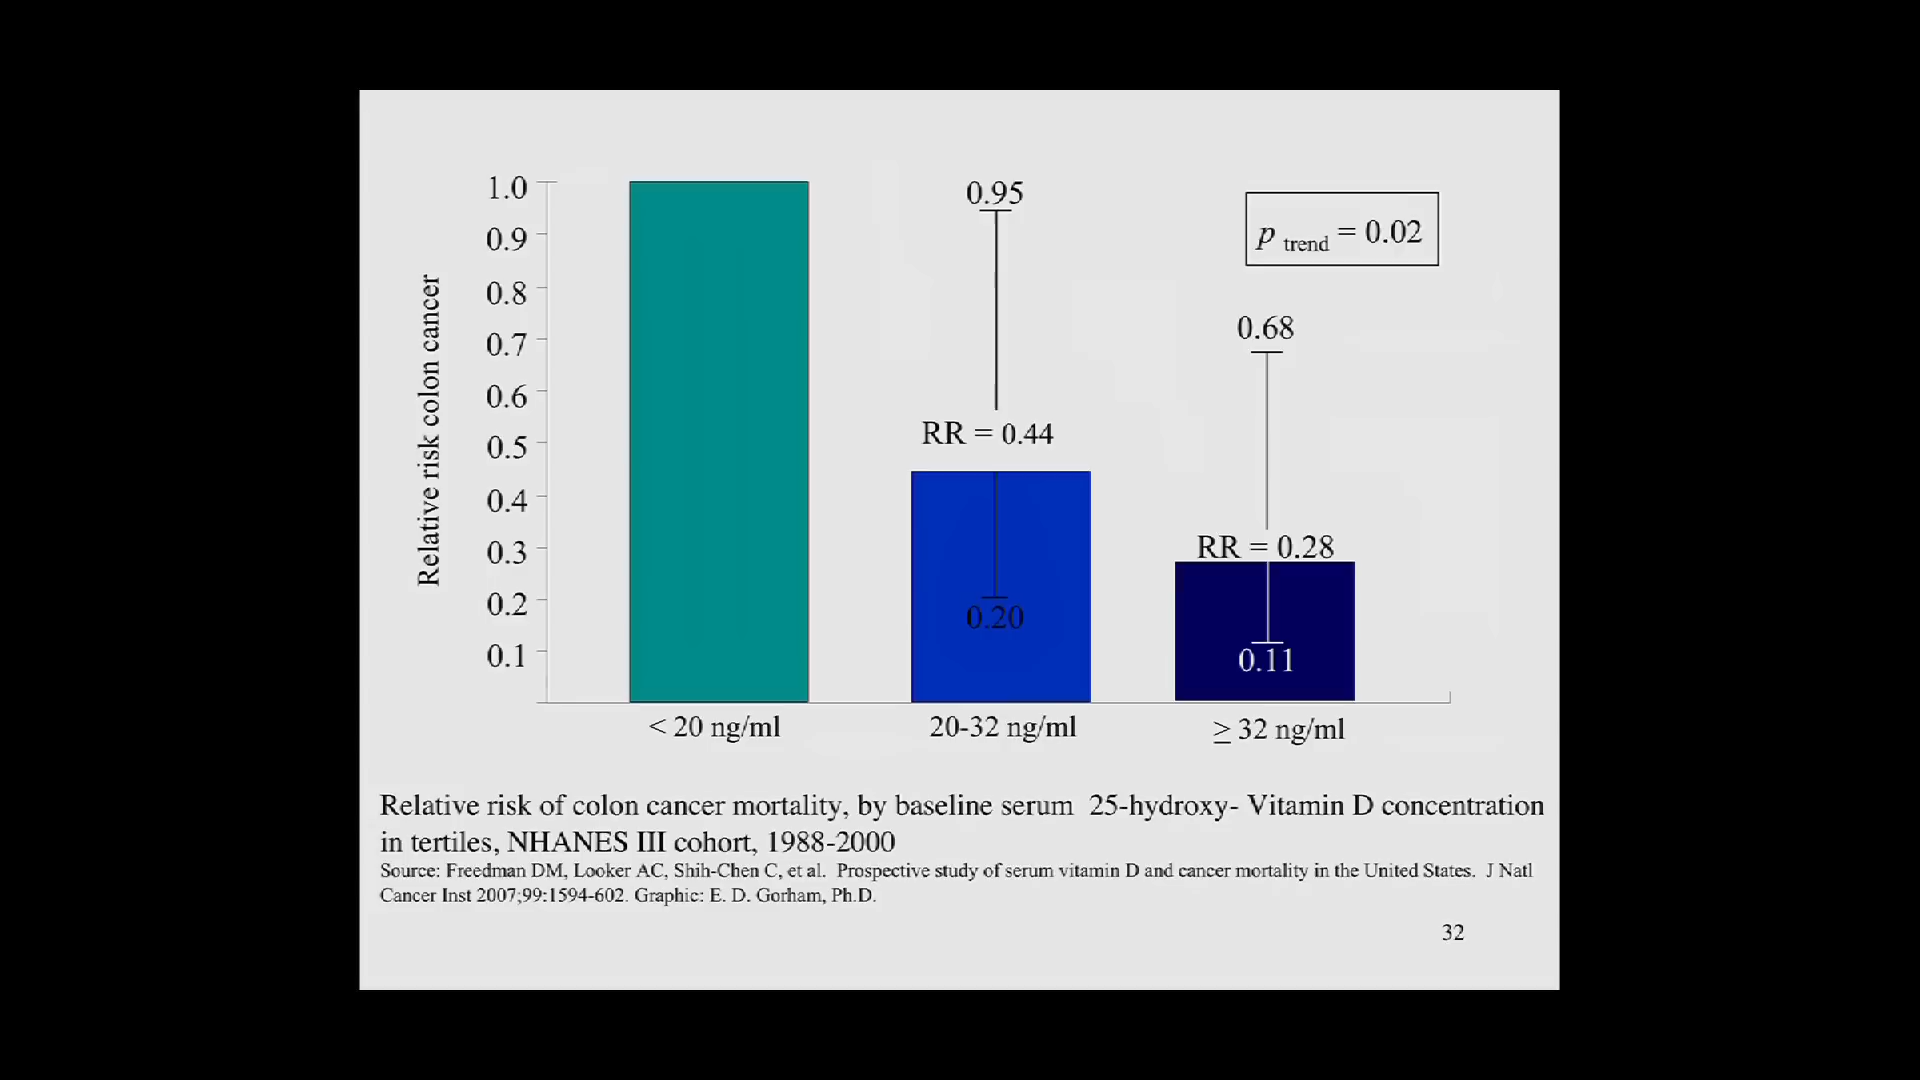 1.0
0.9
0.8
0.7
0.6
0.5
0.4
0.3
0.2
0.1
Relative risk colon cancer
0.95
RR = 0.44
0.20
p trend = 0.02
0.68
RR = 0.28
0.11
< 20 ng/ml
20-32 ng/ml
≥ 32 ng/ml
Relative risk of colon cancer mortality, by baseline serum 25-hydroxy- Vitamin D concentration
in tertiles, NHANES III cohort, 1988-2000
Source: Freedman DM, Looker AC, Shih-Chen C, et al. Prospective study of serum vitamin D and cancer mortality in the United States. J Natl
Cancer Inst 2007;99:1594-602. Graphic: E. D. Gorham, Ph.D.
32